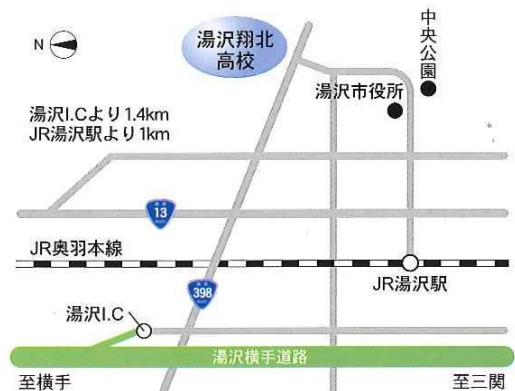 N
湯沢翔北
高校
中央公園
湯沢市役所
湯沢I.Cより1.4km
JR湯沢駅より1km
13
JR奥羽本線
398
JR湯沢駅
湯沢I.C
湯沢横手道路
至横手
至三関